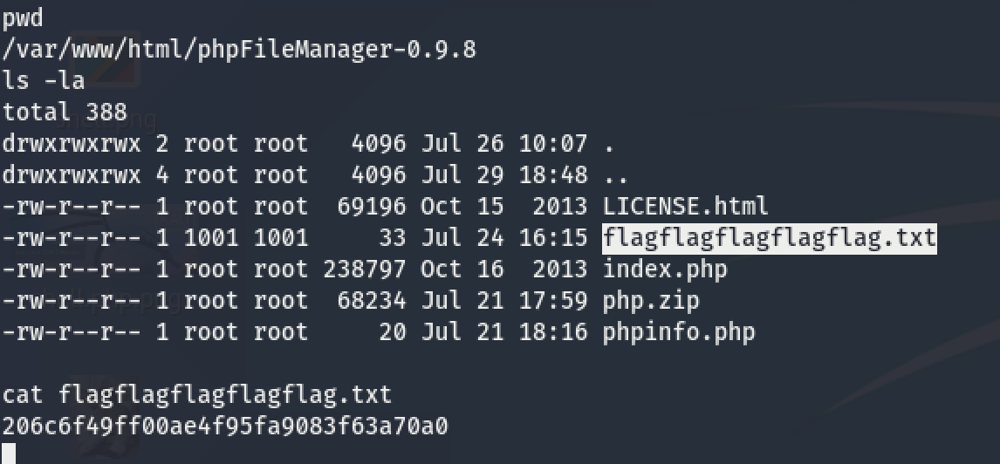 pwd
/var/www/html/phpFileManager-0.9.8
ls -la
total 388
drwxrwxrwx 2 root root   4096 Jul 26 10:07 .
drwxrwxrwx 4 root root   4096 Jul 29 18:48 ..
-rw-r--r-- 1 root root  69196 Oct 15  2013 LICENSE.html
-rw-r--r-- 1 1001 1001     33 Jul 24 16:15 flagflagflagflagflag.txt
-rw-r--r-- 1 root root 238797 Oct 16  2013 index.php
-rw-r--r-- 1 root root  68234 Jul 21 17:59 php.zip
-rw-r--r-- 1 root root     20 Jul 21 18:16 phpinfo.php
cat flagflagflagflagflag.txt
206c6f49ff00ae4f95fa9083f63a70a0